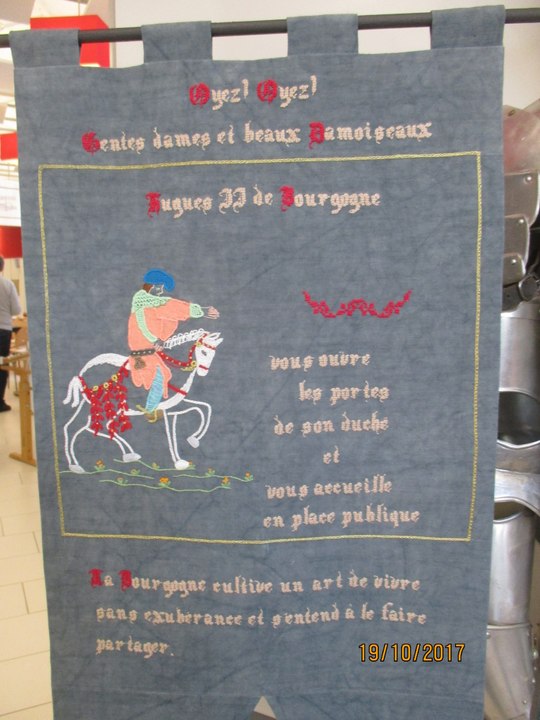 Oyez! Oyez!
Gentes dames et beaux Damoiseaux
Hugues II de Bourgogne
vous ouvre
les portes
de son duché
et
vous accueille
en place publique
La Bourgogne cultive un art de vivre
sans exubérance et s'entend à le faire
partager.
19/10/2017